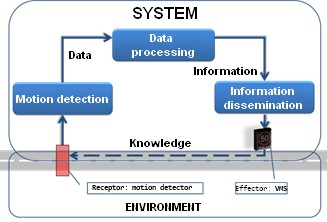 SYSTEM
Data
processing
Data
Information
Motion detection
Information
dissemination
Knowledge
Receptor: motion detector
Effector: VMS
ENVIRONMENT